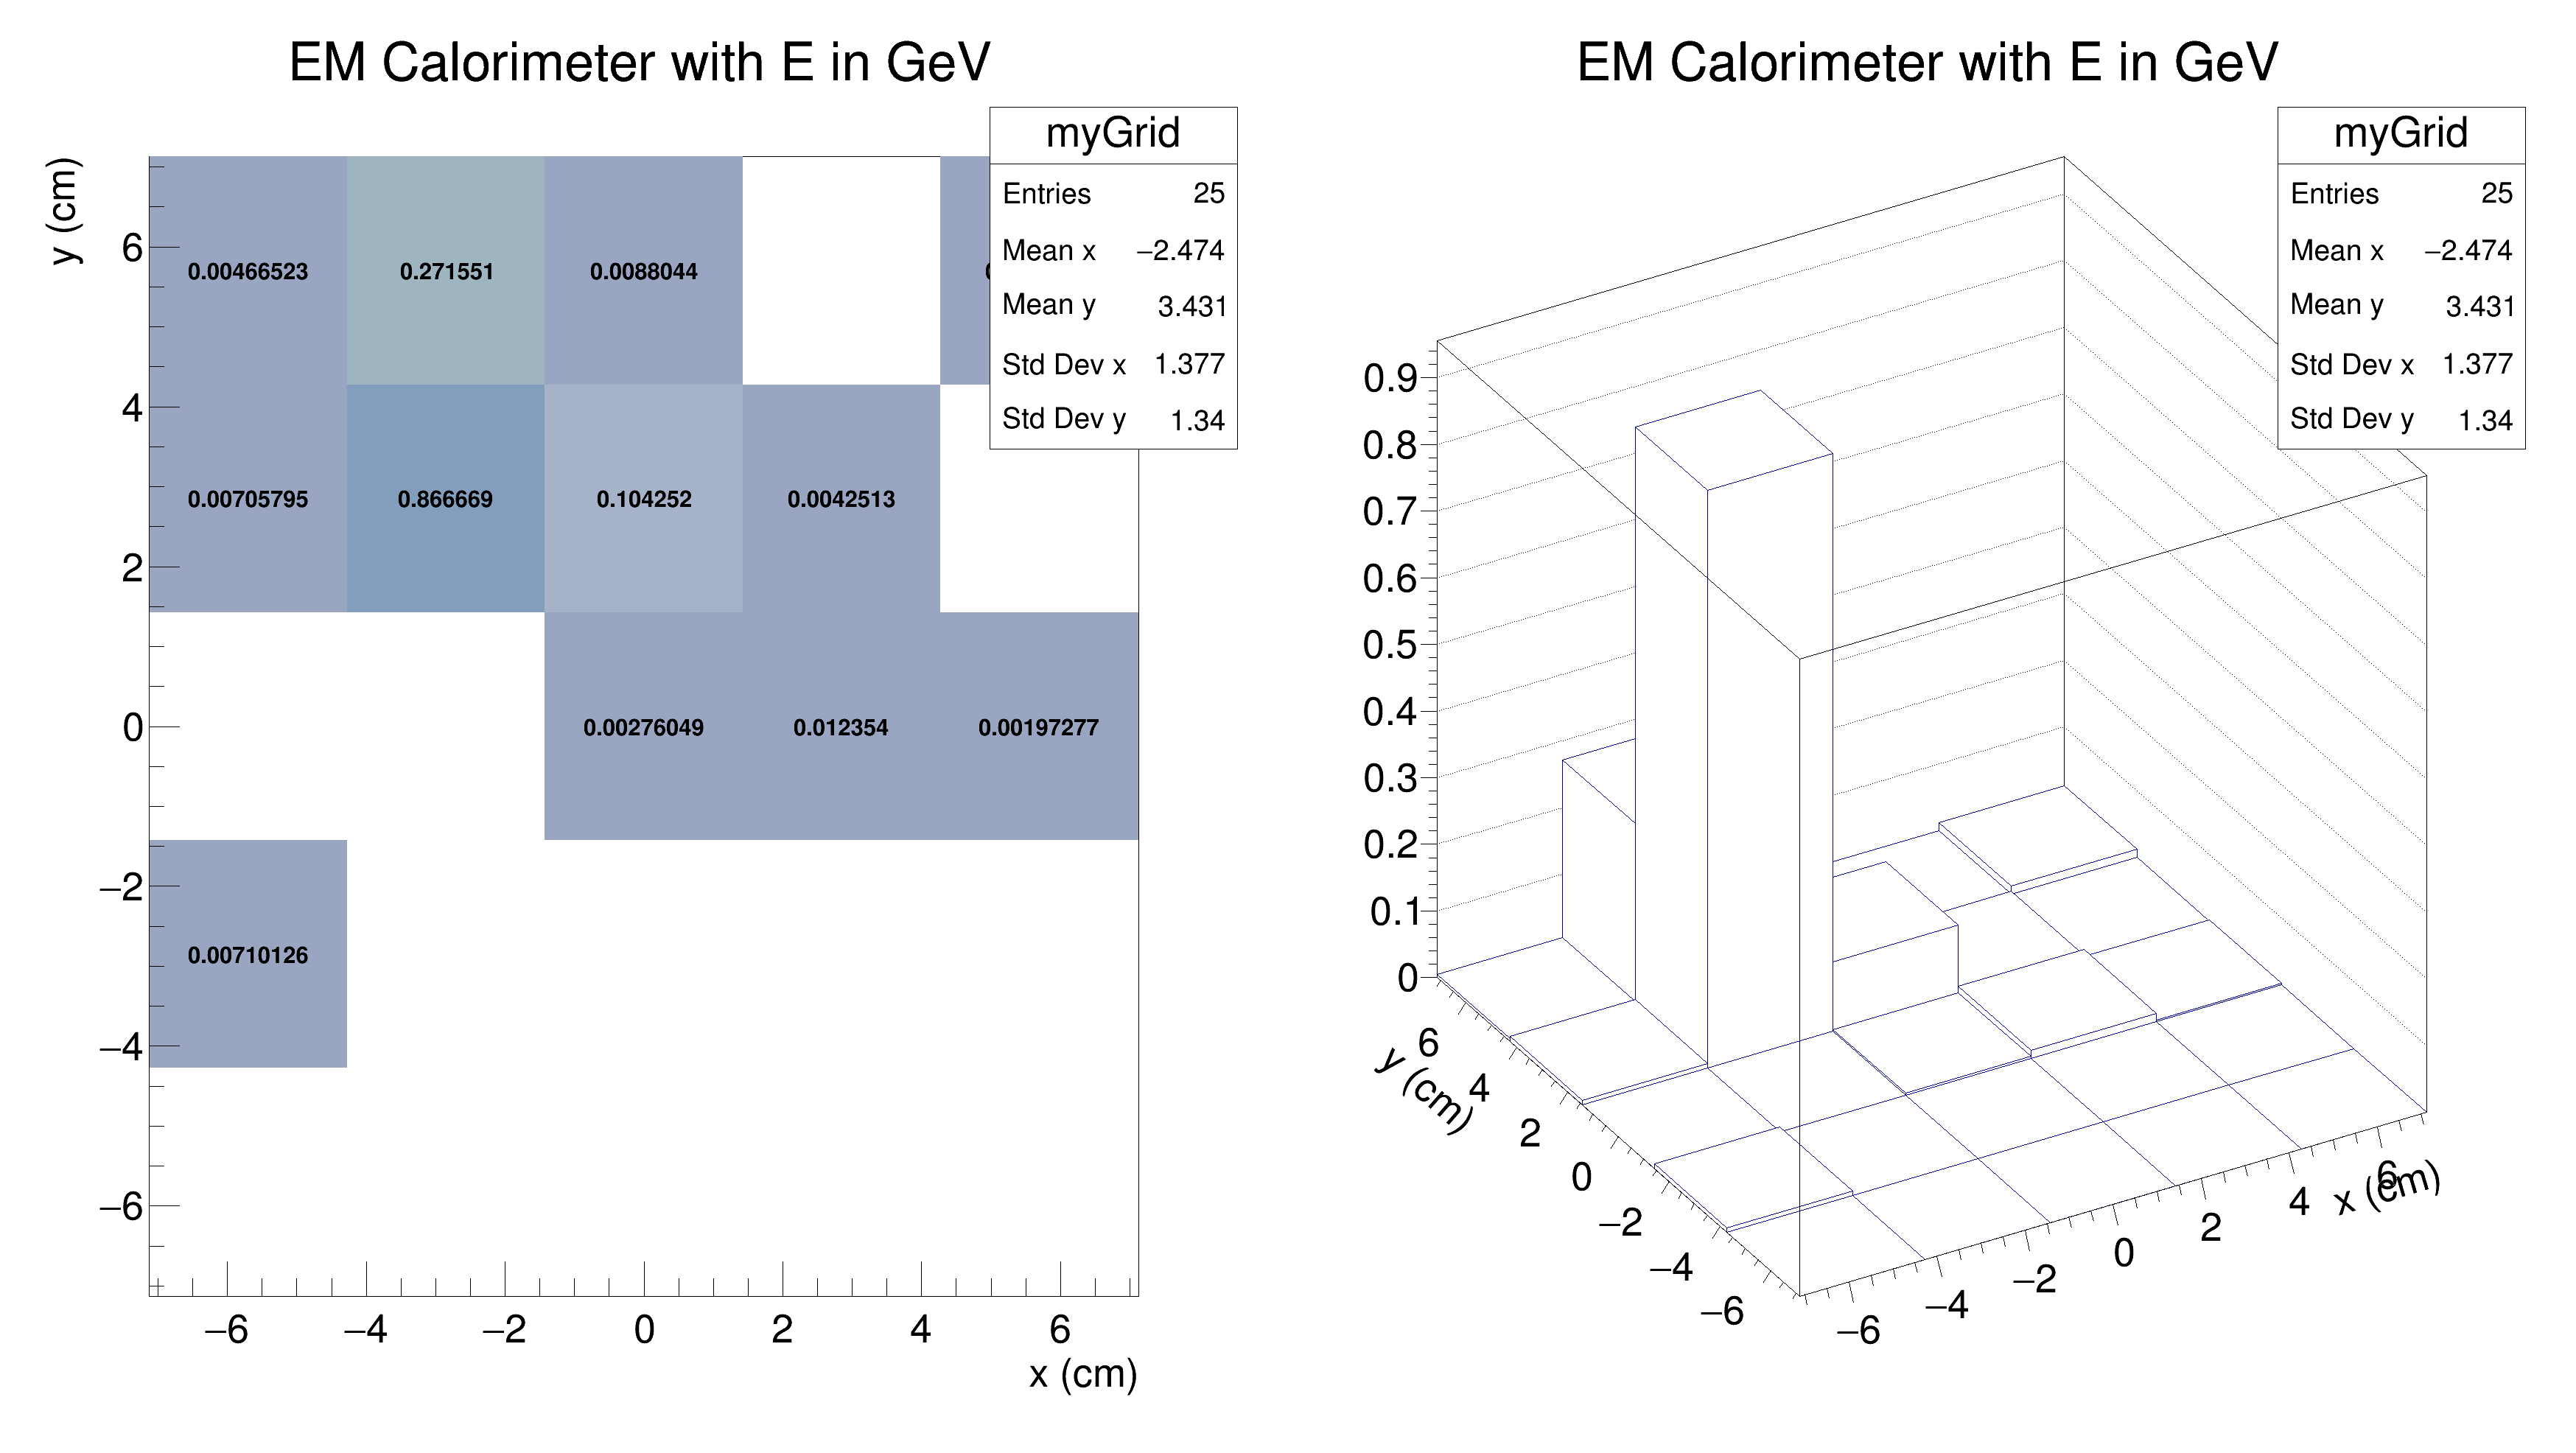 EM Calorimeter with E in GeV
myGrid
Entries 25
Mean x −2.474
Mean y 3.431
Std Dev x 1.377
Std Dev y 1.34
y (cm)
6
4
2
0
−2
−4
−6
0.00466523 0.271551 0.0088044
0.00705795 0.866669 0.104252 0.0042513
0.00276049 0.012354 0.00197277
0.00710126
−6 −4 −2 0 2 4 6
x (cm)
EM Calorimeter with E in GeV
myGrid
Entries 25
Mean x −2.474
Mean y 3.431
Std Dev x 1.377
Std Dev y 1.34
0.9
0.8
0.7
0.6
0.5
0.4
0.3
0.2
0.1
0
y (cm)
6
4
2
0
−2
−4
−6
−6 −4 −2 0 2 4 6
x (cm)